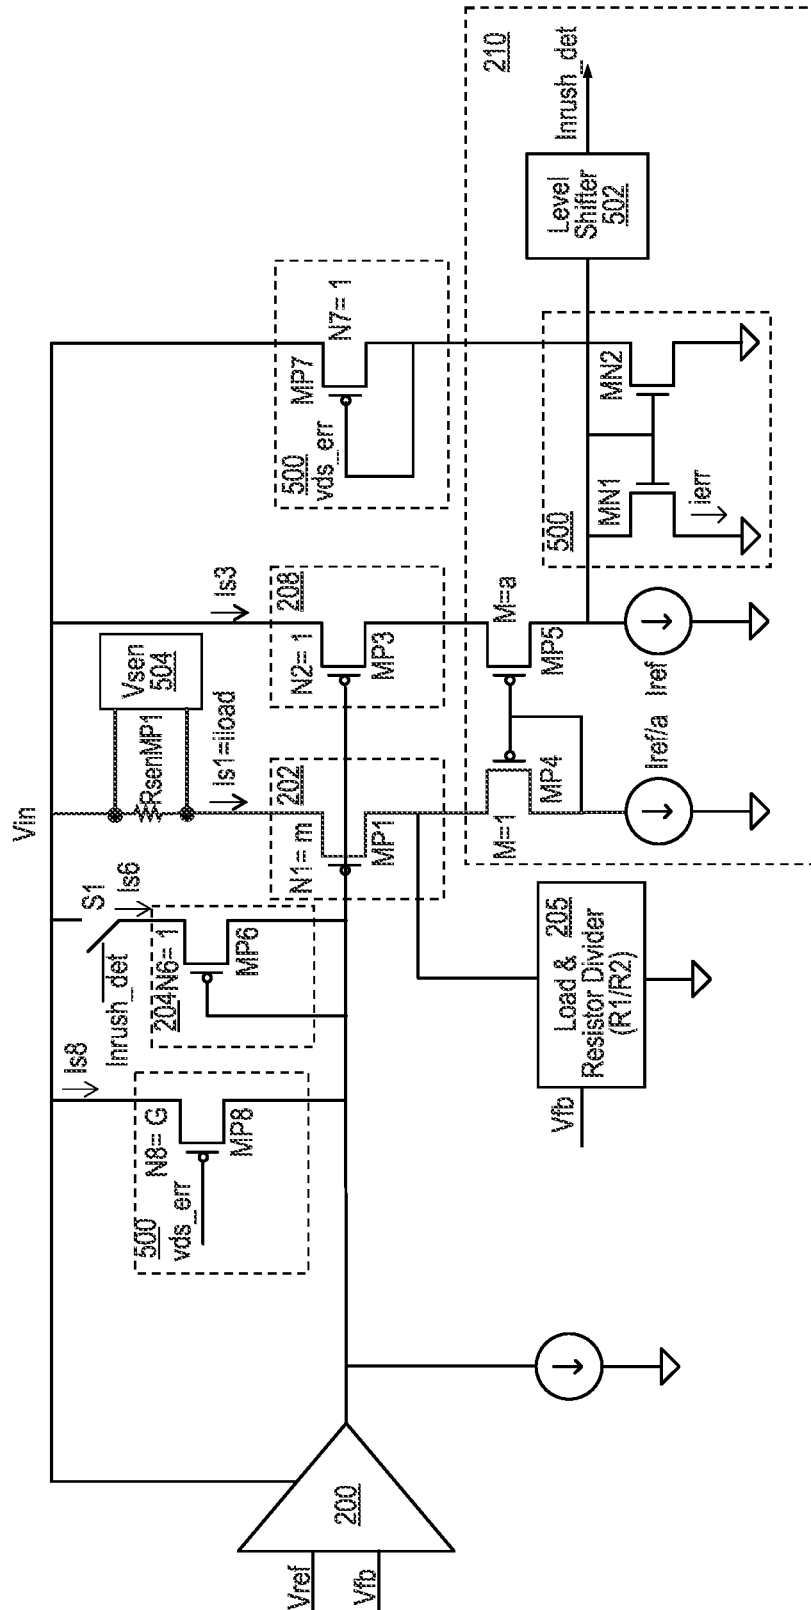 Vin
Vref
Vfb
200
Is8
N8= G
MP8
500
vds_err
S1
Inrush_det
Is6
204
N6= 1
MP6
Vsen
504
RsenMP1
Is1=iload
202
N1= m
MP1
Is3
208
N2= 1
MP3
N7= 1
MP7
500
vds_err
210
M=1
MP4
M=a
MP5
Iref/a
Iref
500
MN1
MN2
ierr
Level
Shifter
502
Inrush_det
Load & 205
Resistor Divider
(R1/R2)
Vfb